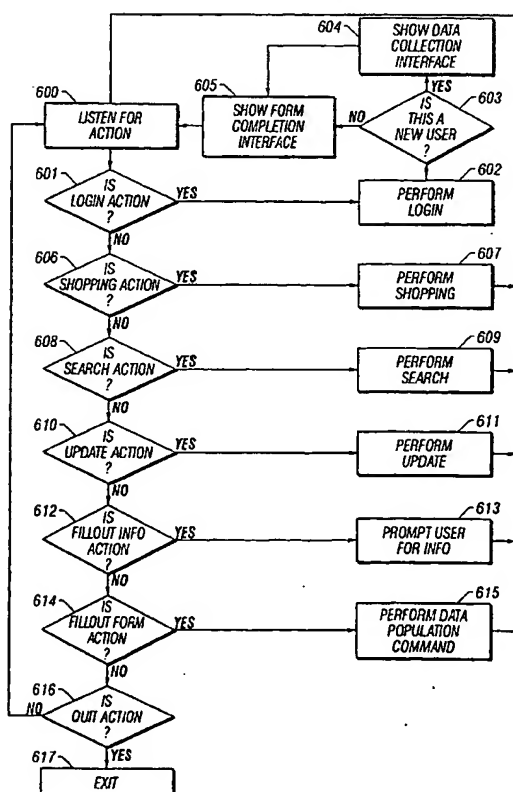 604
SHOW DATA
COLLECTION
INTERFACE
600
605
YES
603
LISTEN FOR
ACTION
SHOW FORM
COMPLETION
INTERFACE
NO
IS
THIS A
NEW USER
?
601
IS
LOGIN ACTION
?
YES
602
PERFORM
LOGIN
NO
606
IS
SHOPPING ACTION
?
YES
607
PERFORM
SHOPPING
NO
608
IS
SEARCH ACTION
?
YES
609
PERFORM
SEARCH
NO
610
IS
UPDATE ACTION
?
YES
611
PERFORM
UPDATE
NO
612
IS
FILLOUT INFO
ACTION
?
YES
613
PROMPT USER
FOR INFO
NO
614
IS
FILLOUT FORM
ACTION
?
YES
615
PERFORM DATA
POPULATION
COMMAND
NO
616
NO
IS
QUIT ACTION
?
YES
617
EXIT